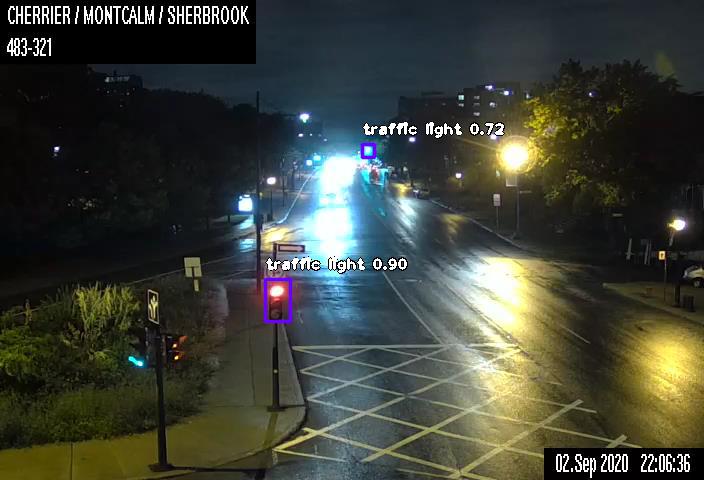 CHERRIER / MONTCALM / SHERBROOK
483-321
traffic light 0.72
traffic light 0.90
02.Sep 2020 22:06:36